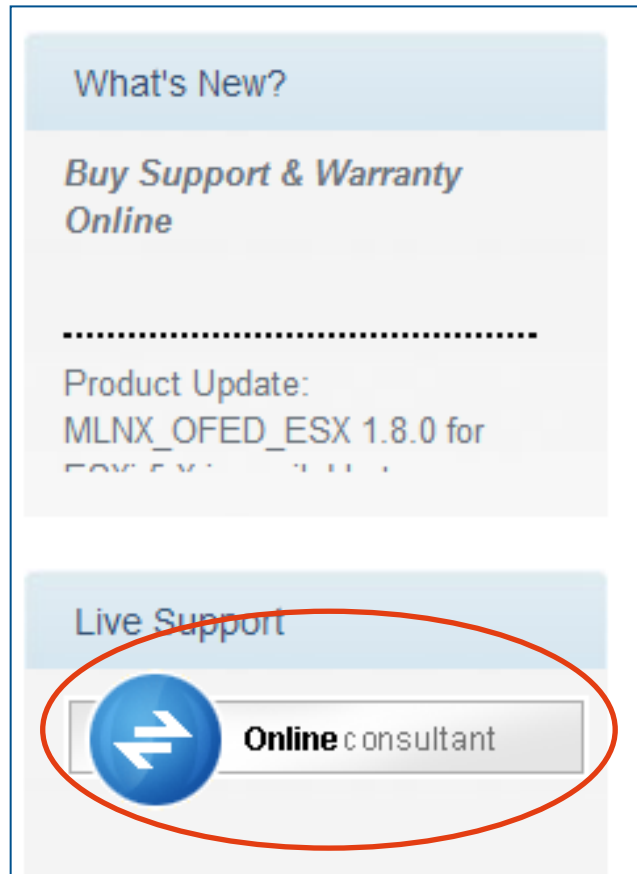 What's New?
Buy Support & Warranty
Online
Product Update:
MLNX_OFED_ESX 1.8.0 for
Live Support
Online consultant